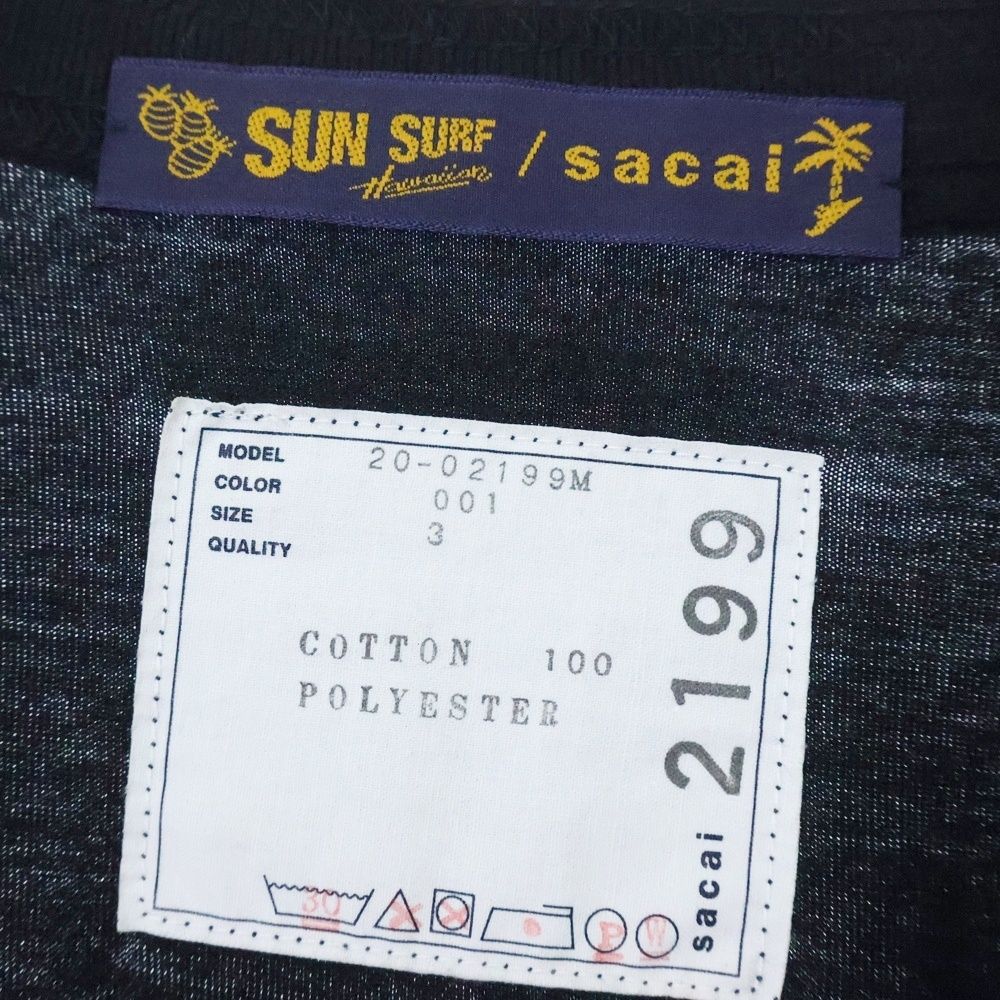 SUN SURF Hawaiian / sacai
MODEL 20-02199M
COLOR 001
SIZE 3
QUALITY
COTTON 100
POLYESTER
sacai 2199
30
P W